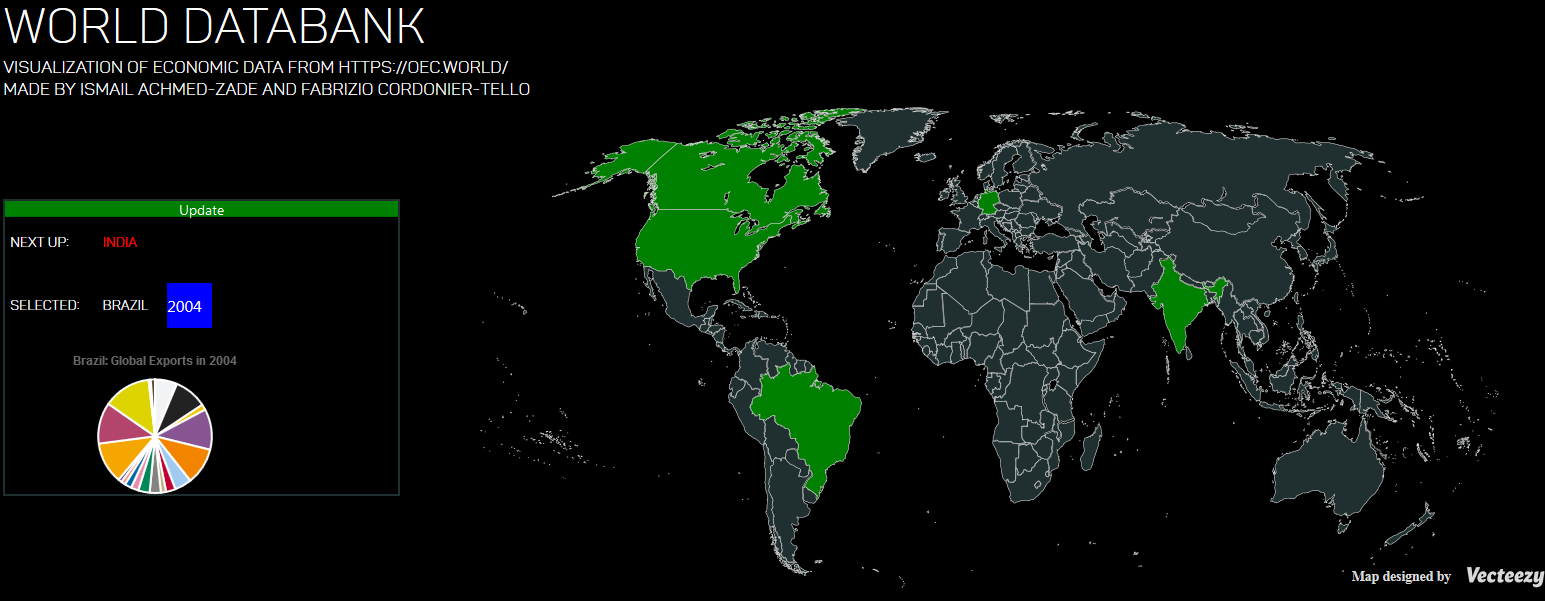 WORLD DATABANK
VISUALIZATION OF ECONOMIC DATA FROM HTTPS://OEC.WORLD/
MADE BY ISMAIL ACHMED-ZADE AND FABRIZIO CORDONIER-TELLO
Update
NEXT UP: INDIA
SELECTED: BRAZIL 2004
Brazil: Global Exports in 2004
Map designed by Vecteezy